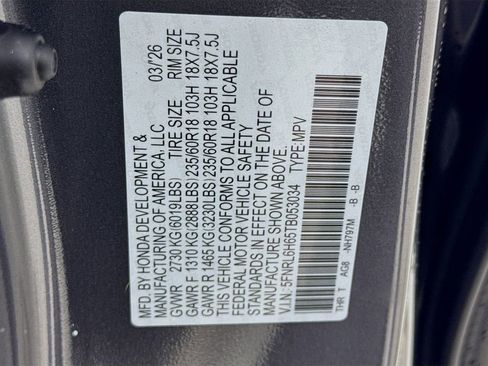 MFD. BY HONDA DEVELOPMENT & 03/26
MANUFACTURING OF AMERICA, LLC
TIRE SIZE RIM SIZE
GVWR 2730 KG(6019LBS)
GAWR F 1310 KG(2888LBS) 235/60R18 103H 18X7.5J
GAWR R 1465 KG(3230LBS) 235/60R18 103H 18X7.5J
THIS VEHICLE CONFORMS TO ALL APPLICABLE
FEDERAL MOTOR VEHICLE SAFETY
STANDARDS IN EFFECT ON THE DATE OF
MANUFACTURE SHOWN ABOVE.
V.I.N.: 5FNRL6H65TB053034 TYPE:MPV
THR T AG8 -NH797M -B -B